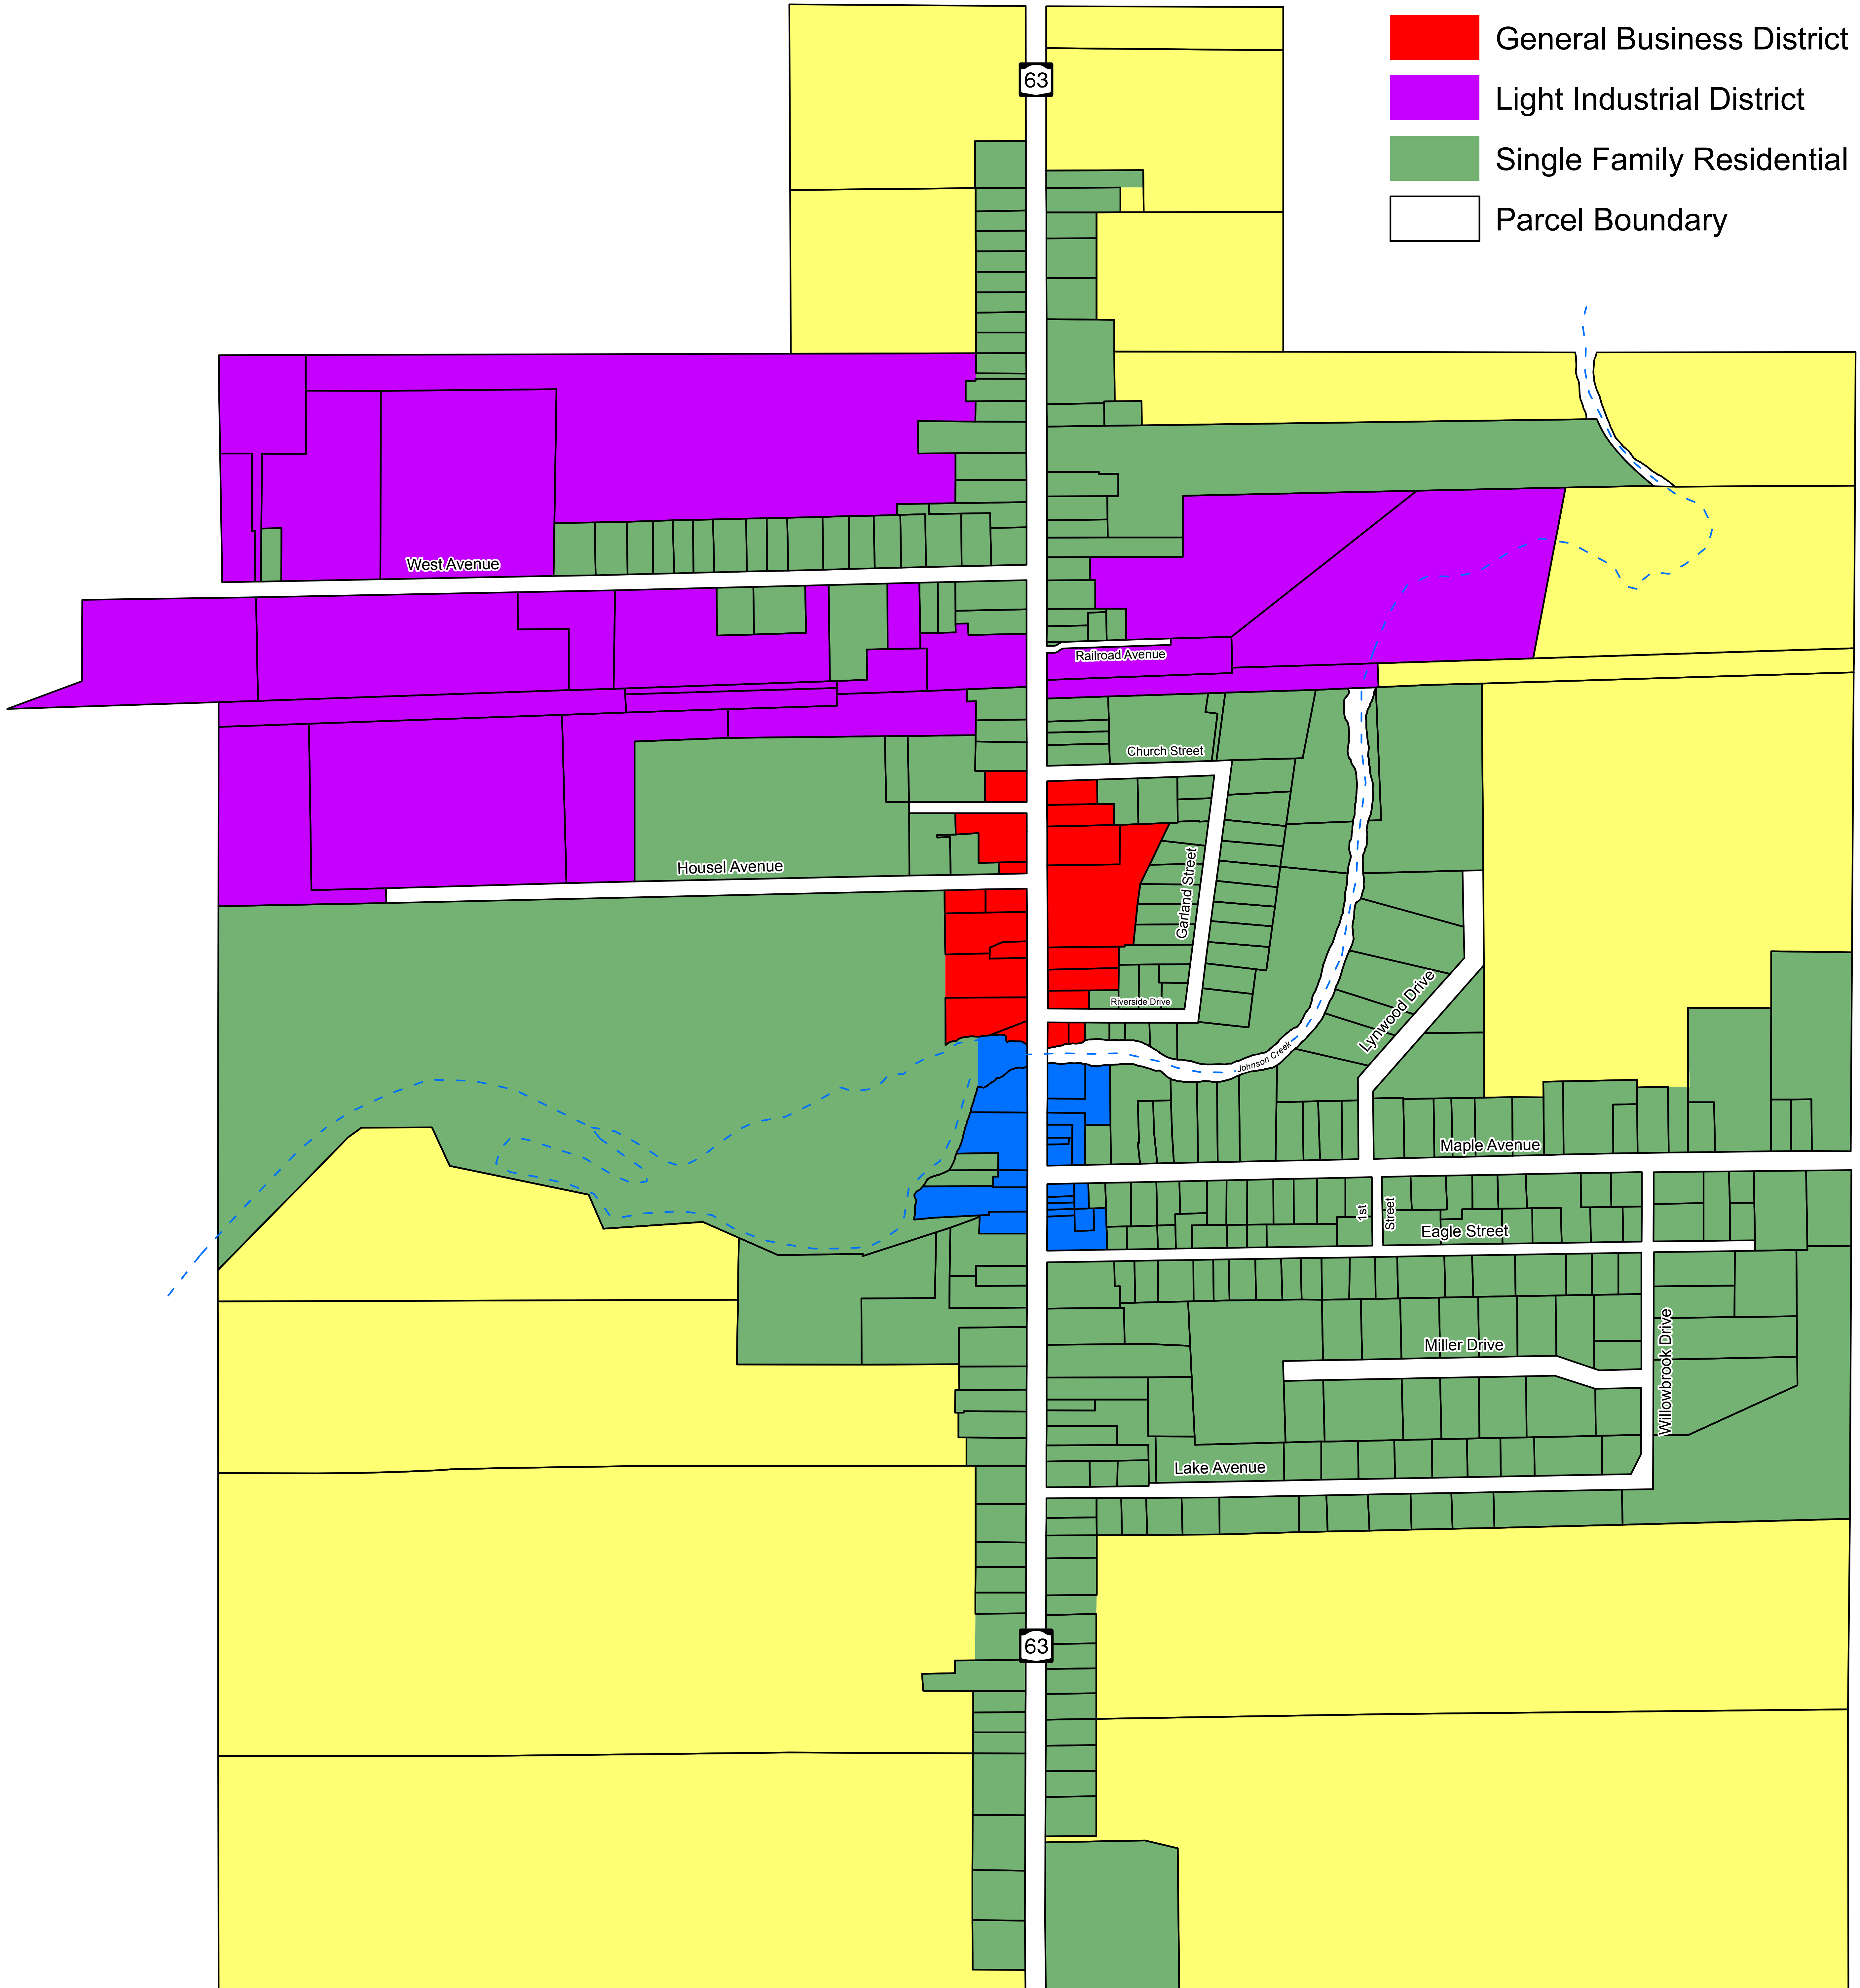 General Business District
63
Light Industrial District
Single Family Residential
Parcel Boundary
West Avenue
Railroad Avenue
Church Street
Housel Avenue
Garland Street
Riverside Drive
Lynwood Drive
Johnson Creek
Maple Avenue
1st
Street
Eagle Street
Miller Drive
Willowbrook Drive
Lake Avenue
63